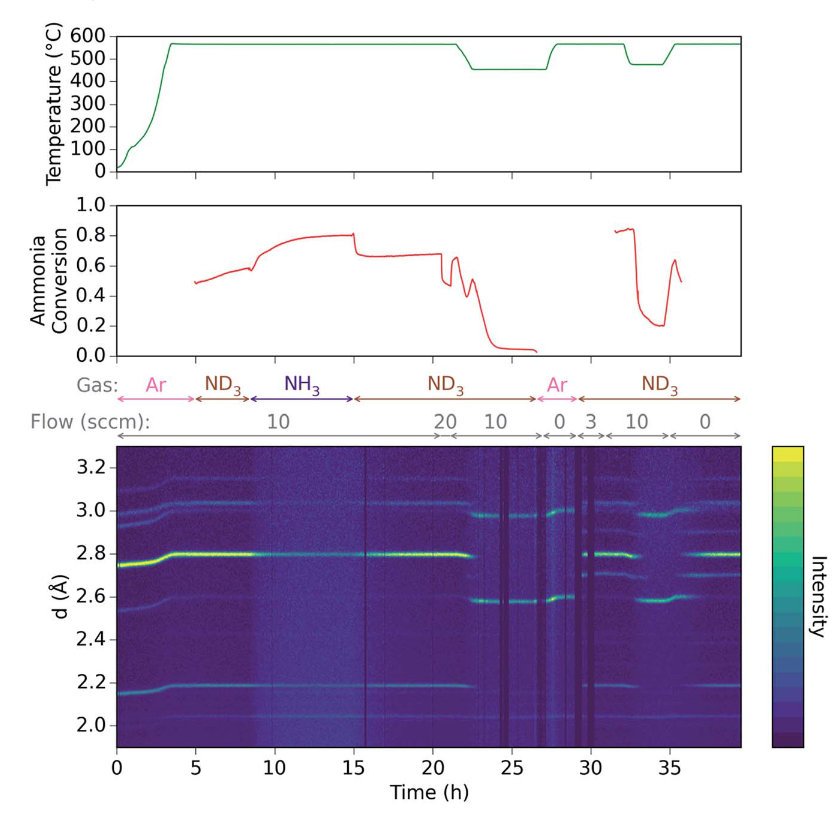 Temperature (°C)
600
500
400
300
200
100
0
Ammonia
Conversion
1.0
0.8
0.6
0.4
0.2
0.0
Gas: Ar ND3 NH3 ND3 Ar ND3
Flow (sccm): 10 20 10 0 3 10 0
d (Å)
3.2
3.0
2.8
2.6
2.4
2.2
2.0
0 5 10 15 20 25 30 35
Time (h)
Intensity